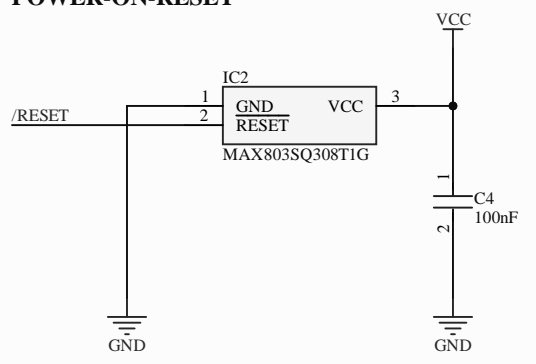 POWER-ON-RESET
VCC
IC2
1
GND
VCC
3
/RESET
2
RESET
MAX803SQ308T1G
1
C4
100nF
2
GND
GND